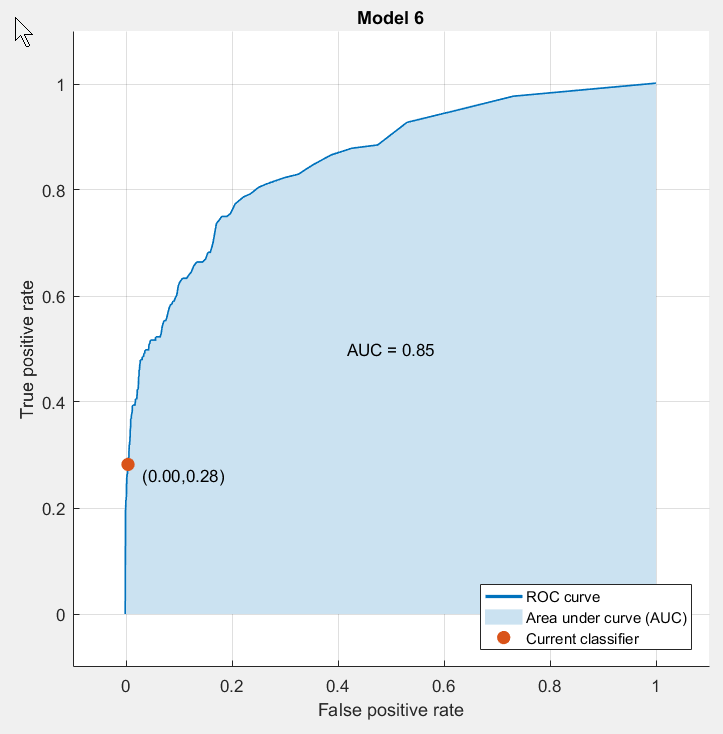 Model 6
1
0.8
0.6
0.4
0.2
0
True positive rate
AUC = 0.85
(0.00,0.28)
ROC curve
Area under curve (AUC)
Current classifier
0 0.2 0.4 0.6 0.8 1
False positive rate